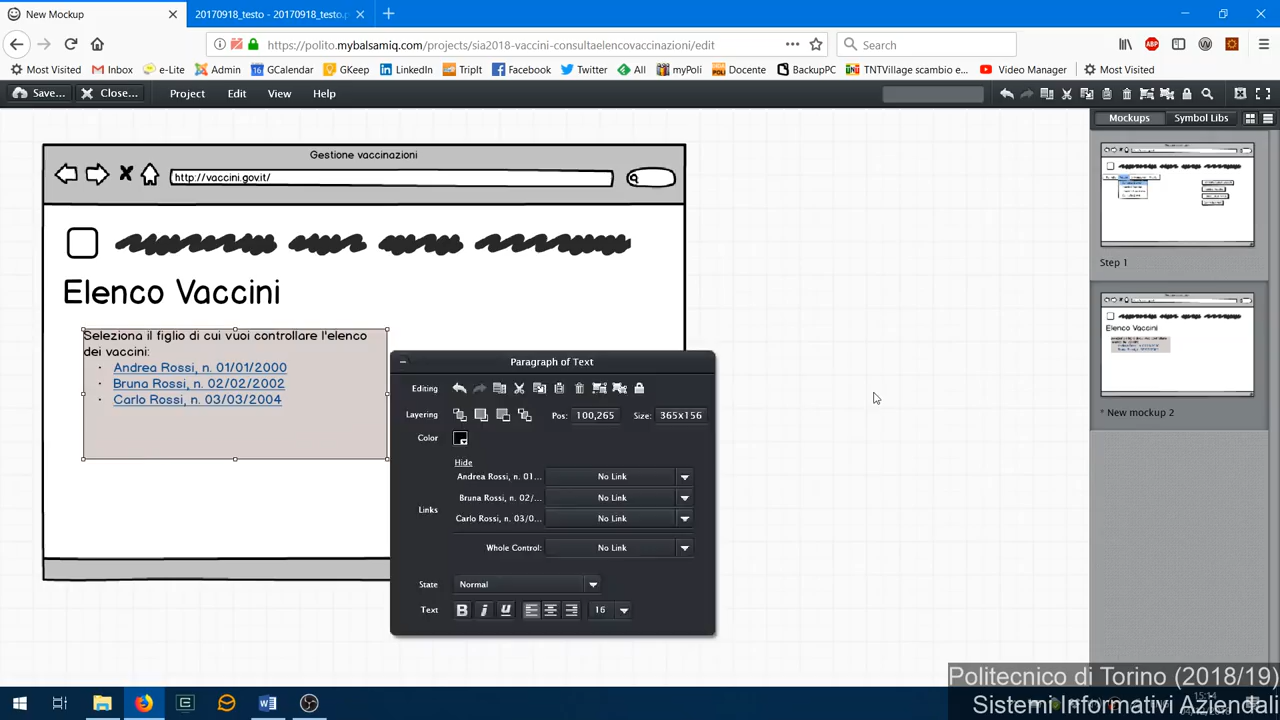 New Mockup
20170918_testo - 20170918_testo.
https://polito.mybalsamiq.com/projects/sia2018-vaccini-consultaelencovaccinazioni/edit
Search
Most Visited
Inbox
e-Lite
Admin
GCalendar
GKeep
LinkedIn
TripIt
Facebook
Twitter
All
myPoli
Docente
BackupPC
TNTVillage scambio e...
Video Manager
Most Visited
Save...
Close...
Project
Edit
View
Help
Mockups
Symbol Libs
Gestione vaccinazioni
http://vaccini.gov.it/
Elenco Vaccini
Seleziona il figlio di cui vuoi controllare l'elenco
dei vaccini:
• Andrea Rossi, n. 01/01/2000
• Bruna Rossi, n. 02/02/2002
• Carlo Rossi, n. 03/03/2004
Paragraph of Text
Editing
Layering
Pos: 100,265
Size: 365x156
Color
Hide
Links
Andrea Rossi, n. 01... No Link
Bruna Rossi, n. 02/... No Link
Carlo Rossi, n. 03/0... No Link
Whole Control: No Link
State Normal
Text B i U 16
Step 1
Elenco Vaccini
* New mockup 2
Politecnico di Torino (2018/19)
15:14
Sistemi Informativi Aziendali